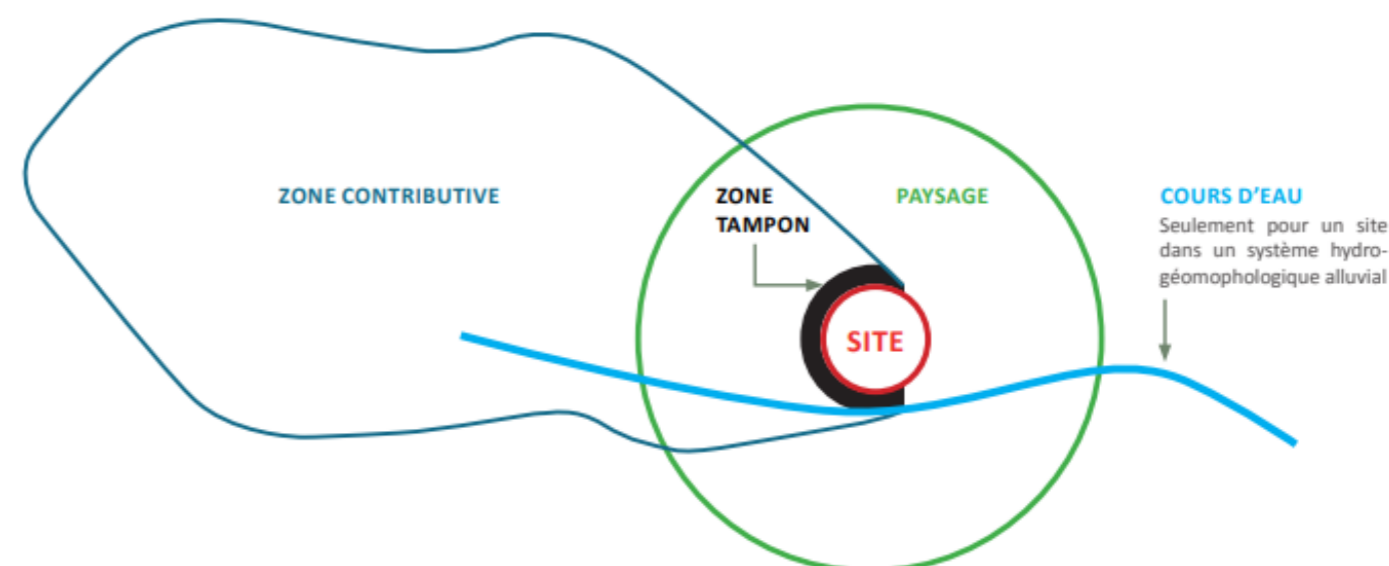 ZONE CONTRIBUTIVE
ZONE
TAMPON
PAYSAGE
COURS D'EAU
Seulement pour un site
dans un système hydro-
géomophologique alluvial
SITE